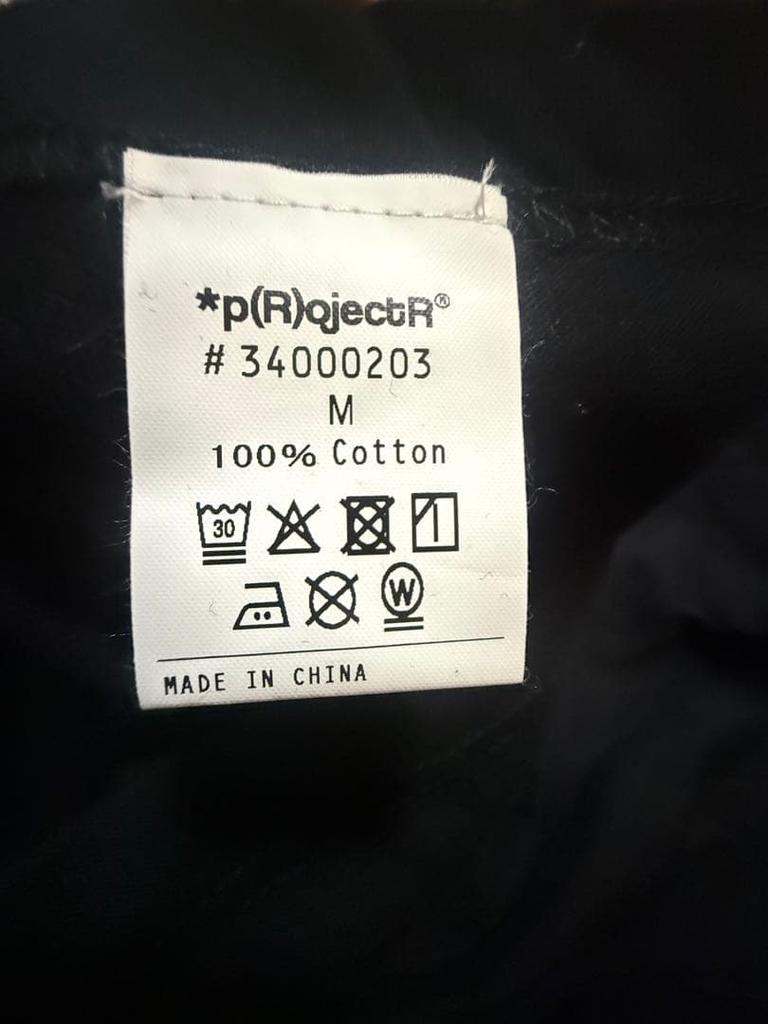 *p(R)ojectR®
# 34000203
M
100% Cotton
30
W
MADE IN CHINA